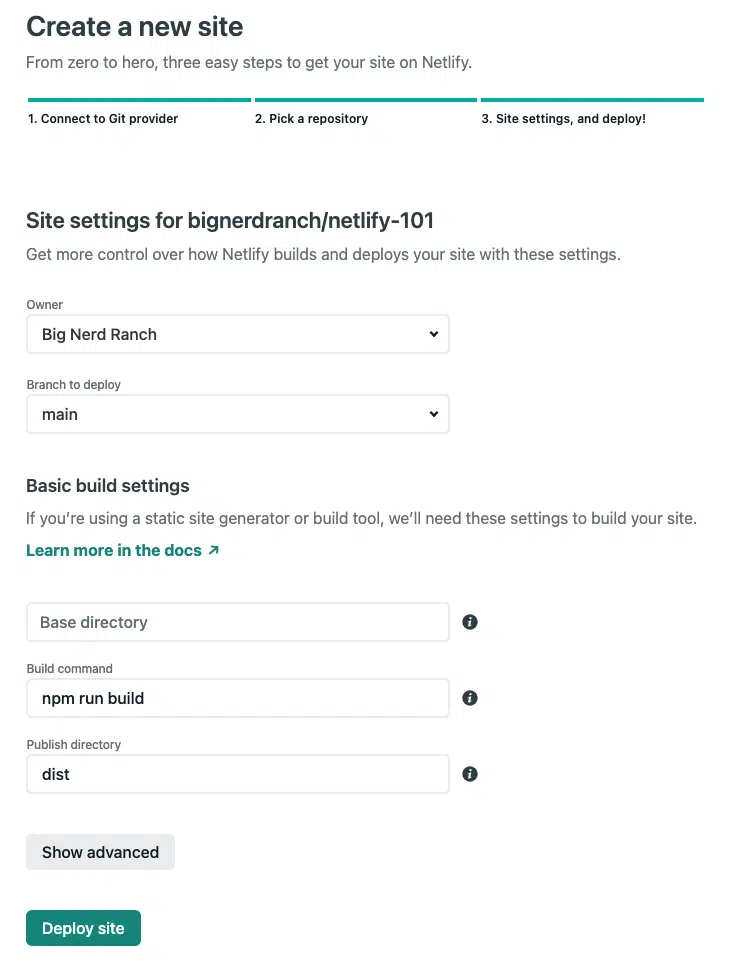 Create a new site
From zero to hero, three easy steps to get your site on Netlify.
1. Connect to Git provider
2. Pick a repository
3. Site settings, and deploy!
Site settings for bignerdranch/netlify-101
Get more control over how Netlify builds and deploys your site with these settings.
Owner
Big Nerd Ranch
Branch to deploy
main
Basic build settings
If you’re using a static site generator or build tool, we’ll need these settings to build your site.
Learn more in the docs ↗
Base directory
Build command
npm run build
Publish directory
dist
Show advanced
Deploy site